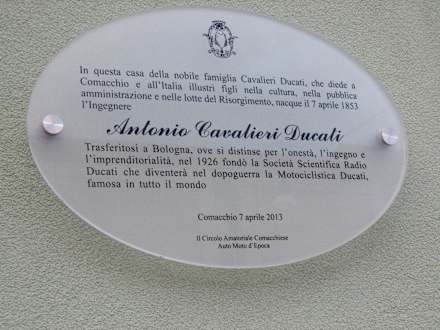 In questa casa della nobile famiglia Cavalieri Ducati, che diede a
Comacchio e all'Italia illustri figli nella cultura, nella pubblica
amministrazione e nelle lotte del Risorgimento, nacque il 7 aprile 1853
l'Ingegnere
Antonio Cavalieri Ducati
Trasferitosi a Bologna, ove si distinse per l'onestà, l'ingegno e
l'imprenditorialità, nel 1926 fondò la Società Scientifica Radio
Ducati che diventerà nel dopoguerra la Motociclistica Ducati,
famosa in tutto il mondo
Comacchio 7 aprile 2013
Il Circolo Amatoriale Comacchiese
Auto Moto d'Epoca